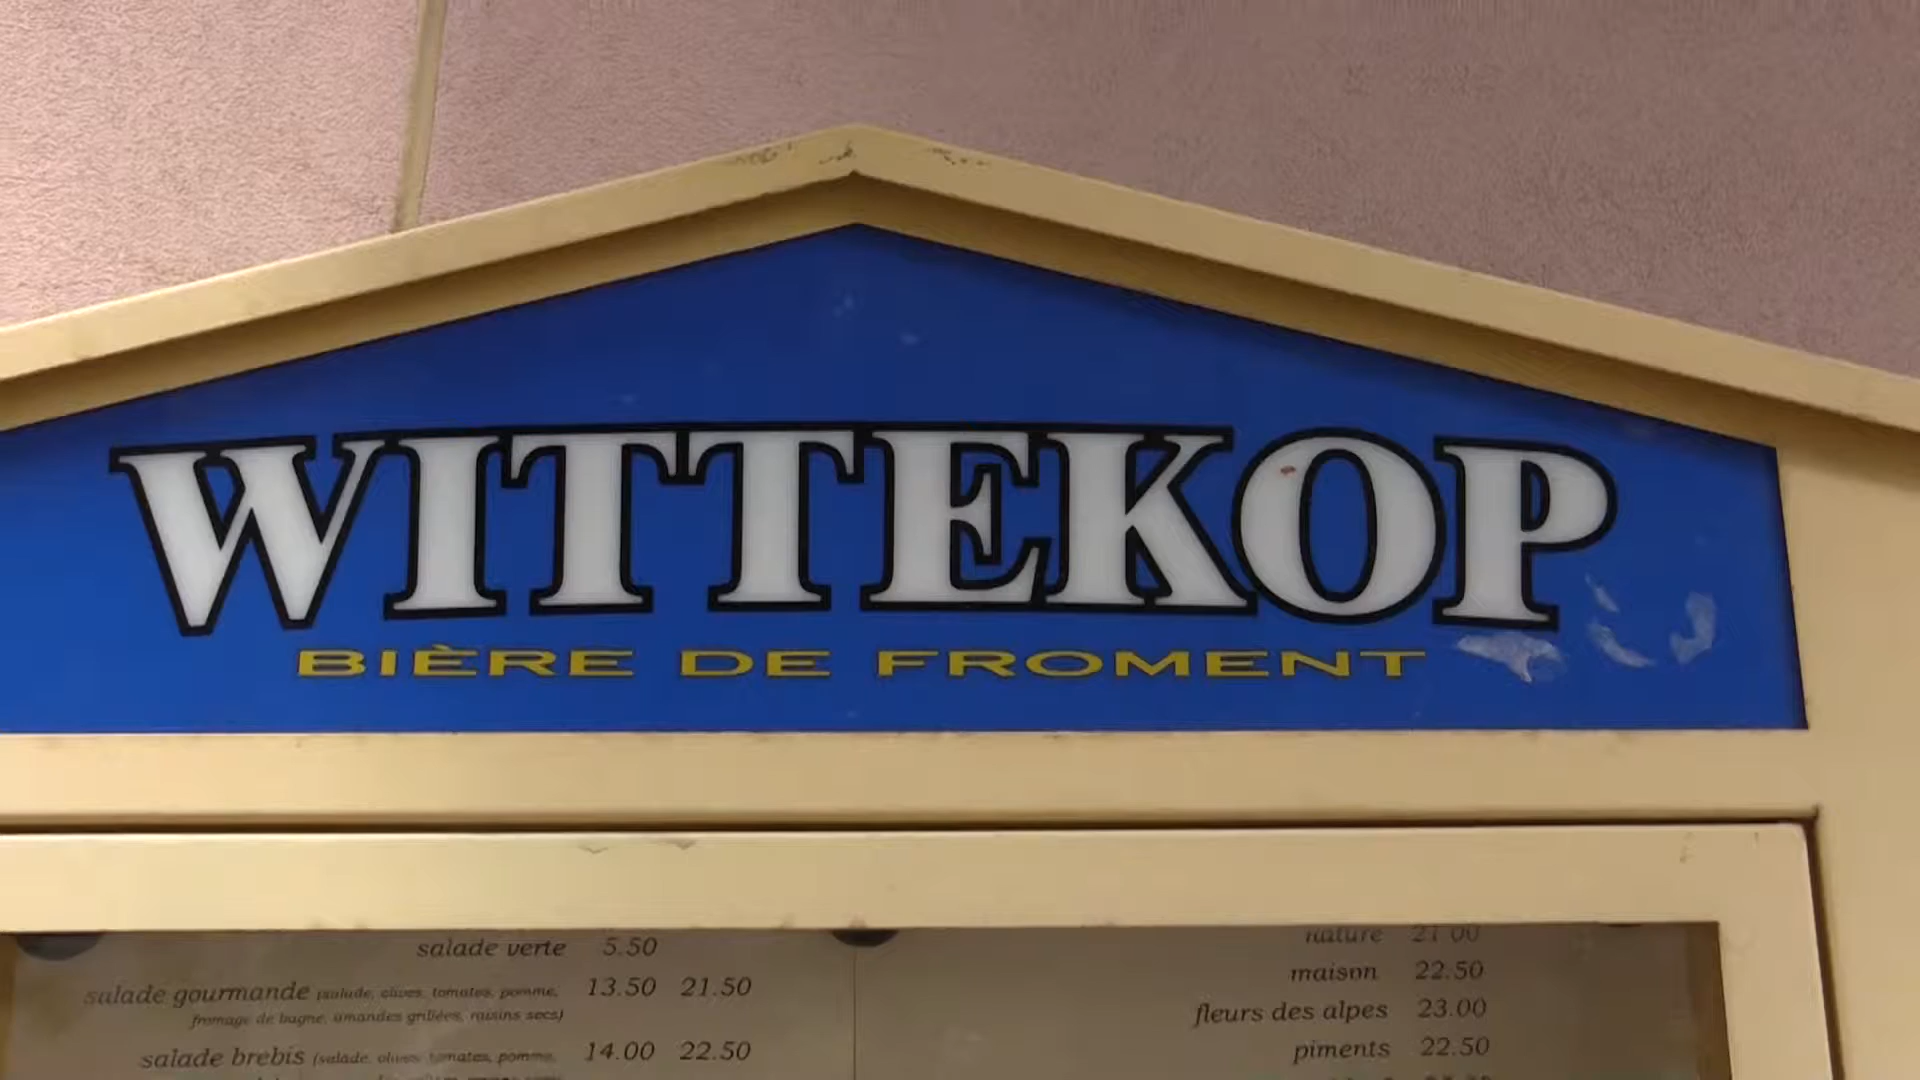 WITTEKOP
BIÈRE DE FROMENT
salade verte 5.50
salade gourmande (salade, olives, tomates, pomme, 13.50 21.50
fromage de bagne, amandes grillées, raisins secs)
salade brebis (salade, olives, tomates, pomme, 14.00 22.50
nature 21.00
maison 22.50
fleurs des alpes 23.00
piments 22.50